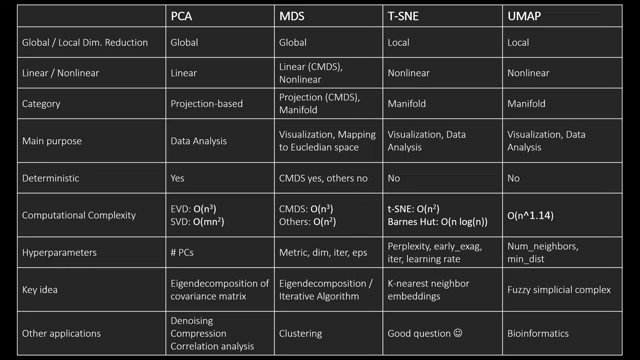 PCA MDS T-SNE UMAP
Global / Local Dim. Reduction Global Global Local Local
Linear / Nonlinear Linear Linear (CMDS), Nonlinear Nonlinear Nonlinear
Category Projection-based Projection (CMDS), Manifold Manifold Manifold
Main purpose Data Analysis Visualization, Mapping to Eucledian space Visualization, Data Analysis Visualization, Data Analysis
Deterministic Yes CMDS yes, others no No No
Computational Complexity EVD: O(n³) SVD: O(mn²) CMDS: O(n³) Others: O(n²) t-SNE: O(n²) Barnes Hut: O(n log(n)) O(n^1.14)
Hyperparameters # PCs Metric, dim, iter, eps Perplexity, early_exag, iter, learning rate Num_neighbors, min_dist
Key idea Eigendecomposition of covariance matrix Eigendecomposition / Iterative Algorithm K-nearest neighbor embeddings Fuzzy simplicial complex
Other applications Denoising Compression Correlation analysis Clustering Good question ☺ Bioinformatics